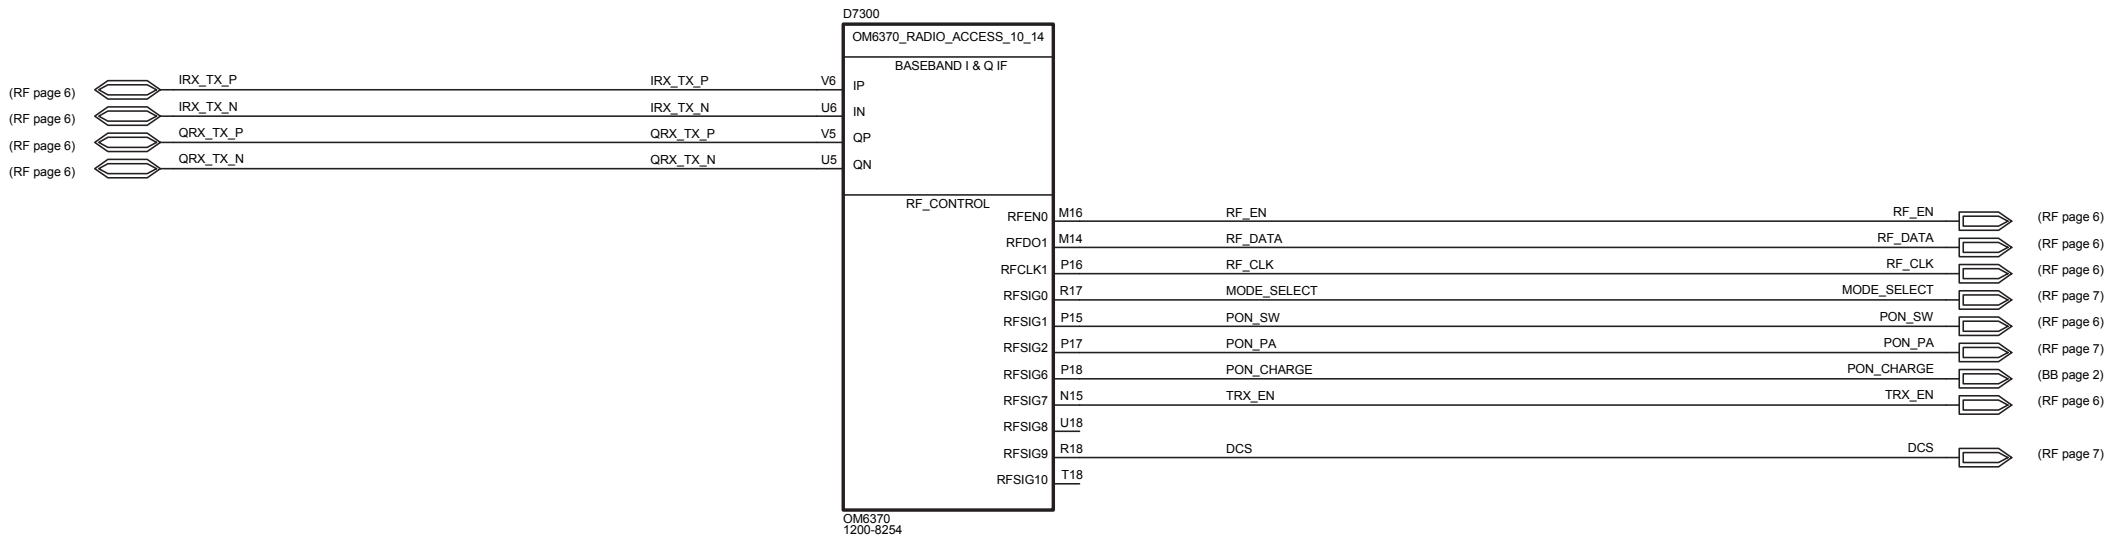 D7300
OM6370_RADIO_ACCESS_10_14
BASEBAND I & Q IF
(RF page 6) IRX_TX_P IRX_TX_P V6 IP
(RF page 6) IRX_TX_N IRX_TX_N U6 IN
(RF page 6) QRX_TX_P QRX_TX_P V5 QP
(RF page 6) QRX_TX_N QRX_TX_N U5 QN
RF_CONTROL
RFEN0 M16 RF_EN RF_EN (RF page 6)
RFDO1 M14 RF_DATA RF_DATA (RF page 6)
RFCLK1 P16 RF_CLK RF_CLK (RF page 6)
RFSIG0 R17 MODE_SELECT MODE_SELECT (RF page 7)
RFSIG1 P15 PON_SW PON_SW (RF page 6)
RFSIG2 P17 PON_PA PON_PA (RF page 7)
RFSIG6 P18 PON_CHARGE PON_CHARGE (BB page 2)
RFSIG7 N15 TRX_EN TRX_EN (RF page 6)
RFSIG8 U18
RFSIG9 R18 DCS DCS (RF page 7)
RFSIG10 T18
OM6370
1200-8254